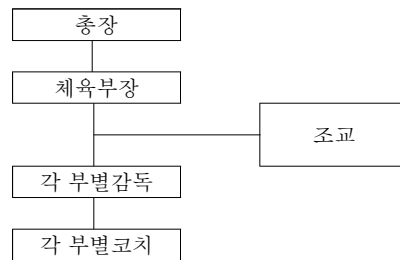 총장
체육부장
조교
각 부별감독
각 부별코치